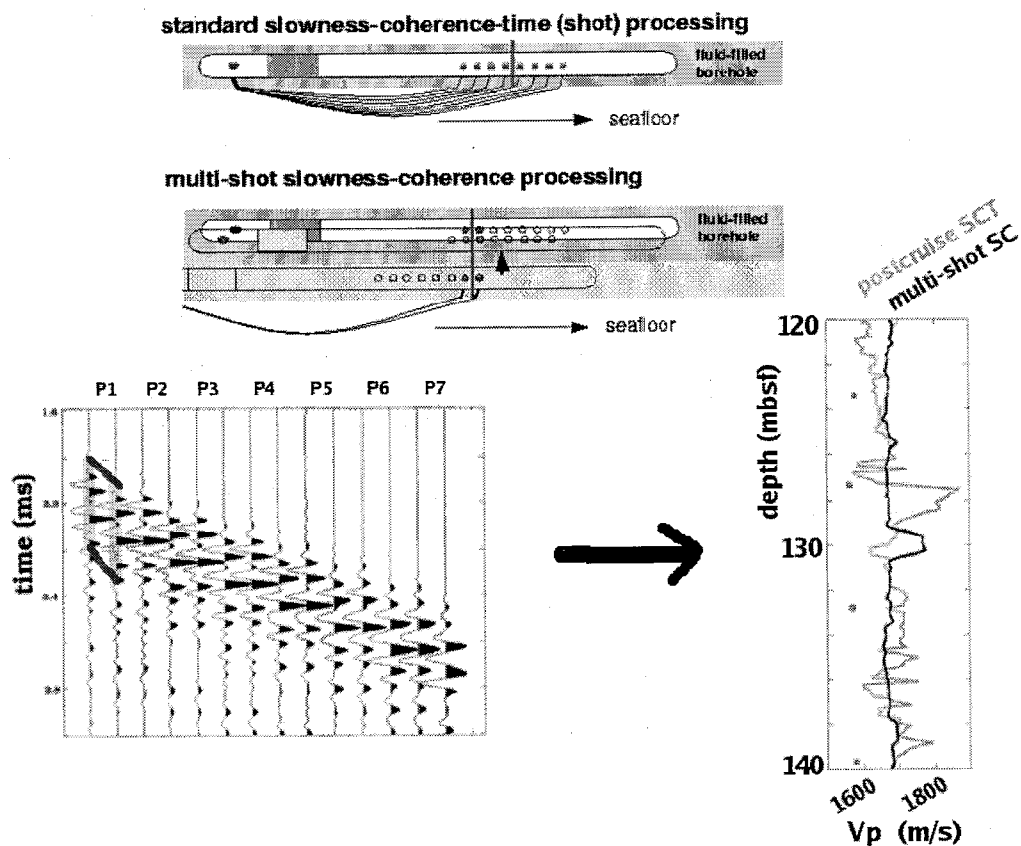 standard slowness-coherence-time (shot) processing
fluid-filled
borehole
seafloor
multi-shot slowness-coherence processing
fluid-filled
borehole
seafloor
postcruise SCT
multi-shot SC
P1 P2 P3 P4 P5 P6 P7
time (ms)
120
130
140
depth (mbsf)
1600 1800
Vp (m/s)